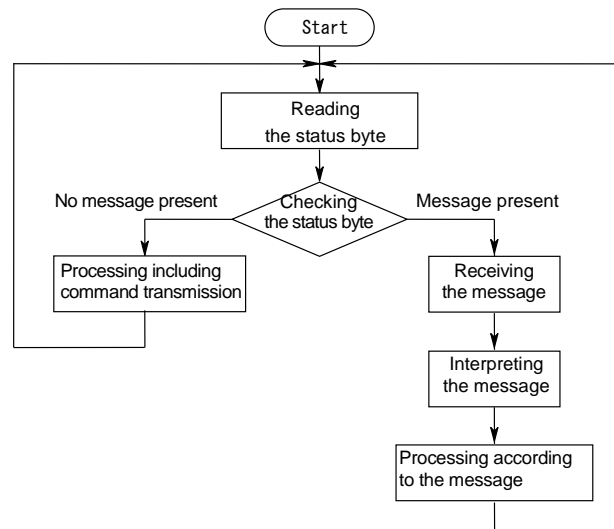 Start
Reading
the status byte
Checking
the status byte
No message present
Message present
Processing including
command transmission
Receiving
the message
Interpreting
the message
Processing according
to the message